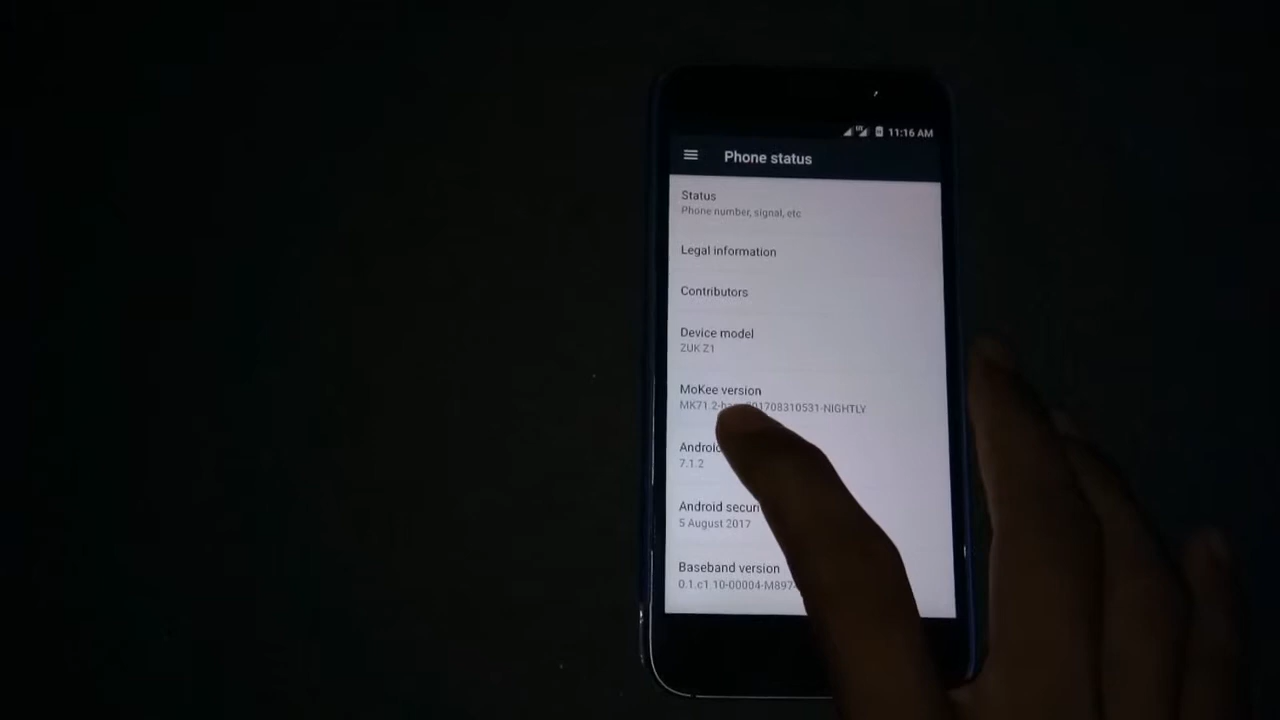 11:16 AM
Phone status
Status
Phone number, signal, etc
Legal information
Contributors
Device model
ZUK Z1
MoKee version
MK71.2- 201708310531-NIGHTLY
Android
7.1.2
Android secur
5 August 2017
Baseband version
0.1.c1.10-00004-M897